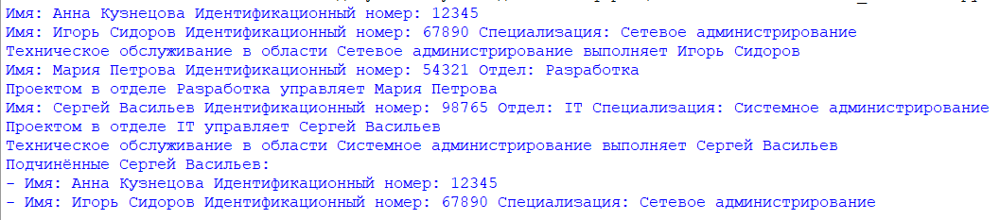 Имя: Анна Кузнецова Идентификационный номер: 12345
Имя: Игорь Сидоров Идентификационный номер: 67890 Специализация: Сетевое администрирование
Техническое обслуживание в области Сетевое администрирование выполняет Игорь Сидоров
Имя: Мария Петрова Идентификационный номер: 54321 Отдел: Разработка
Проектом в отделе Разработка управляет Мария Петрова
Имя: Сергей Васильев Идентификационный номер: 98765 Отдел: IT Специализация: Системное администрирование
Проектом в отделе IT управляет Сергей Васильев
Техническое обслуживание в области Системное администрирование выполняет Сергей Васильев
Подчинённые Сергей Васильев:
- Имя: Анна Кузнецова Идентификационный номер: 12345
- Имя: Игорь Сидоров Идентификационный номер: 67890 Специализация: Сетевое администрирование